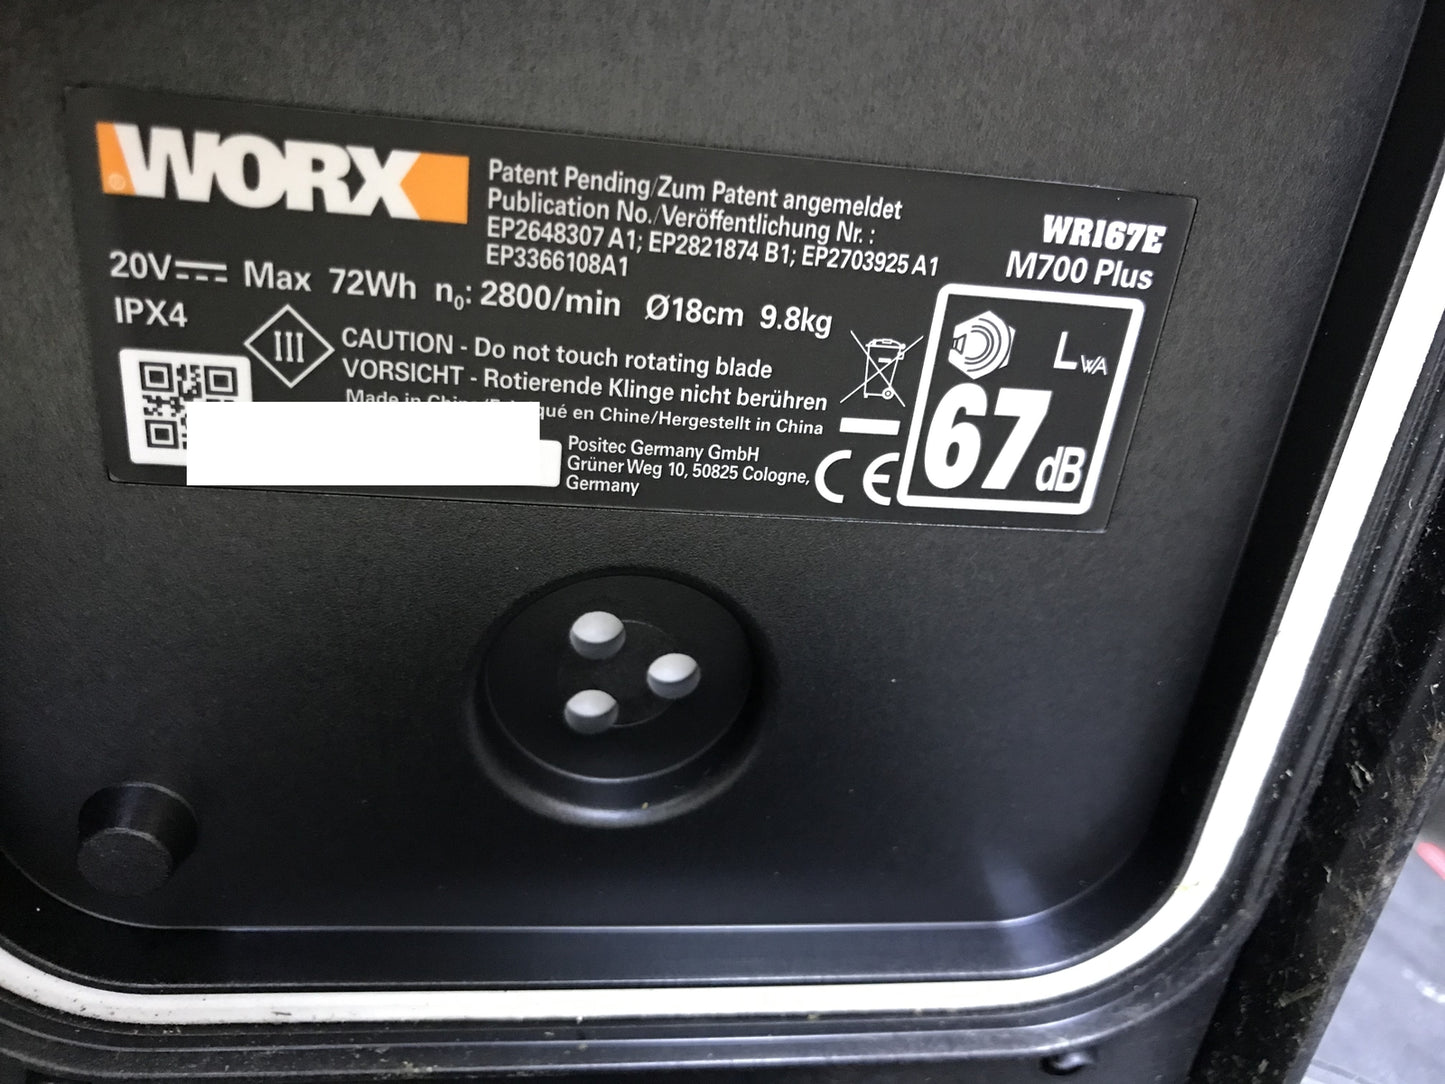 WORX®
Patent Pending/Zum Patent angemeldet
Publication No./Veröffentlichung Nr.:
EP2648307 A1; EP2821874 B1; EP2703925 A1
EP3366108A1
WR167E
M700 Plus
20V Max 72Wh n₀: 2800/min Ø18cm 9.8kg
IPX4
III
CAUTION - Do not touch rotating blade
VORSICHT - Rotierende Klinge nicht berühren
Made in en Chine/Hergestellt in China
Positec Germany GmbH
Grüner Weg 10, 50825 Cologne,
Germany
CE
LWA
67 dB